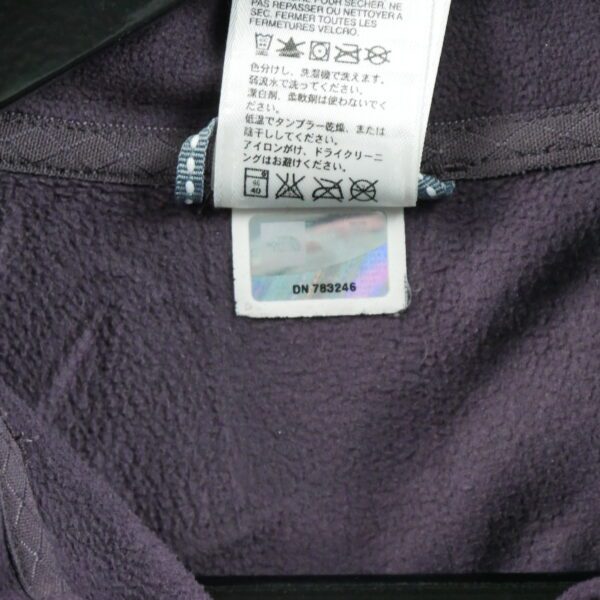 PAS REPASSER OU NETTOYER A
SEC. FERMER TOUTES LES
FERMETURES VELCRO.
色分けし、洗濯機で洗えます。
弱流水で洗ってください。
漂白剤、柔軟剤は使わないでく
ださい。
低温でタンブラー乾燥、または
陰干ししてください。
アイロンがけ、ドライクリーニ
ングはお避けください。
40
DN 783246